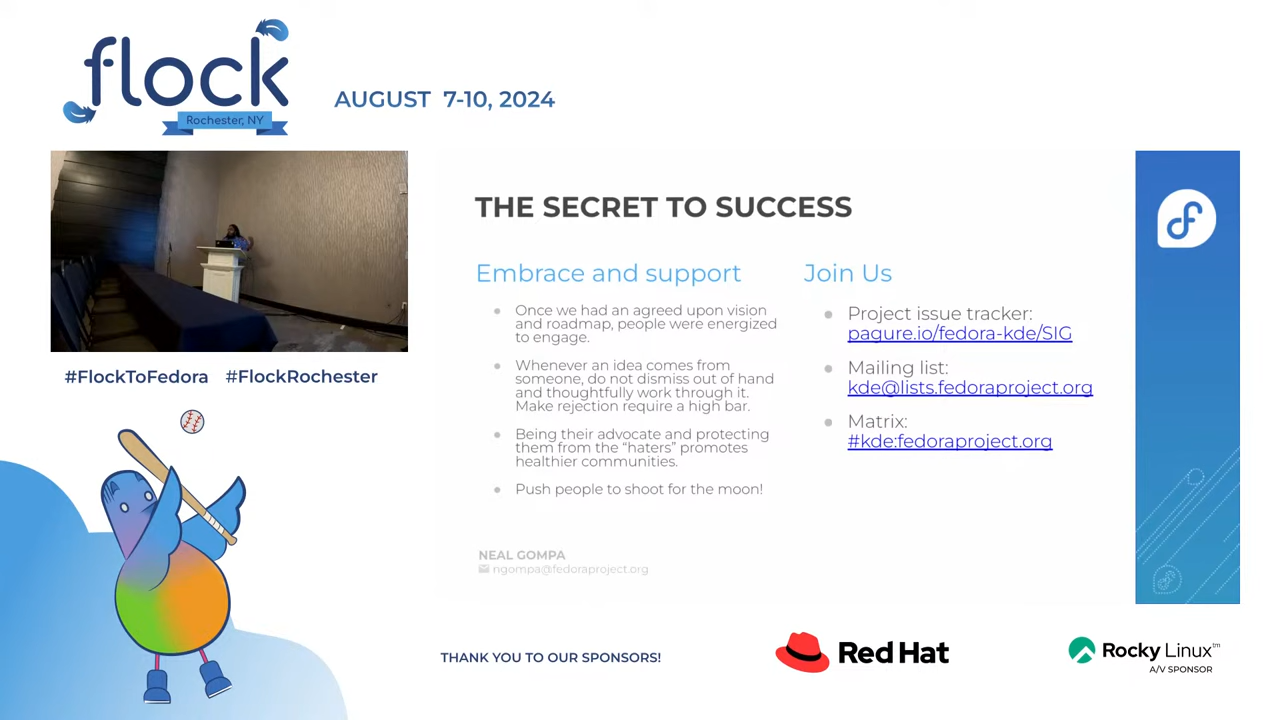 flock
Rochester, NY
AUGUST 7-10, 2024
#FlockToFedora #FlockRochester
THE SECRET TO SUCCESS
Embrace and support
Once we had an agreed upon vision
and roadmap, people were energized
to engage.
Whenever an idea comes from
someone, do not dismiss out of hand
and thoughtfully work through it.
Make rejection require a high bar.
Being their advocate and protecting
them from the “haters” promotes
healthier communities.
Push people to shoot for the moon!
Join Us
Project issue tracker:
pagure.io/fedora-kde/SIG
Mailing list:
kde@lists.fedoraproject.org
Matrix:
#kde:fedoraproject.org
NEAL GOMPA
ngompa@fedoraproject.org
THANK YOU TO OUR SPONSORS!
Red Hat
Rocky Linux™
A/V SPONSOR